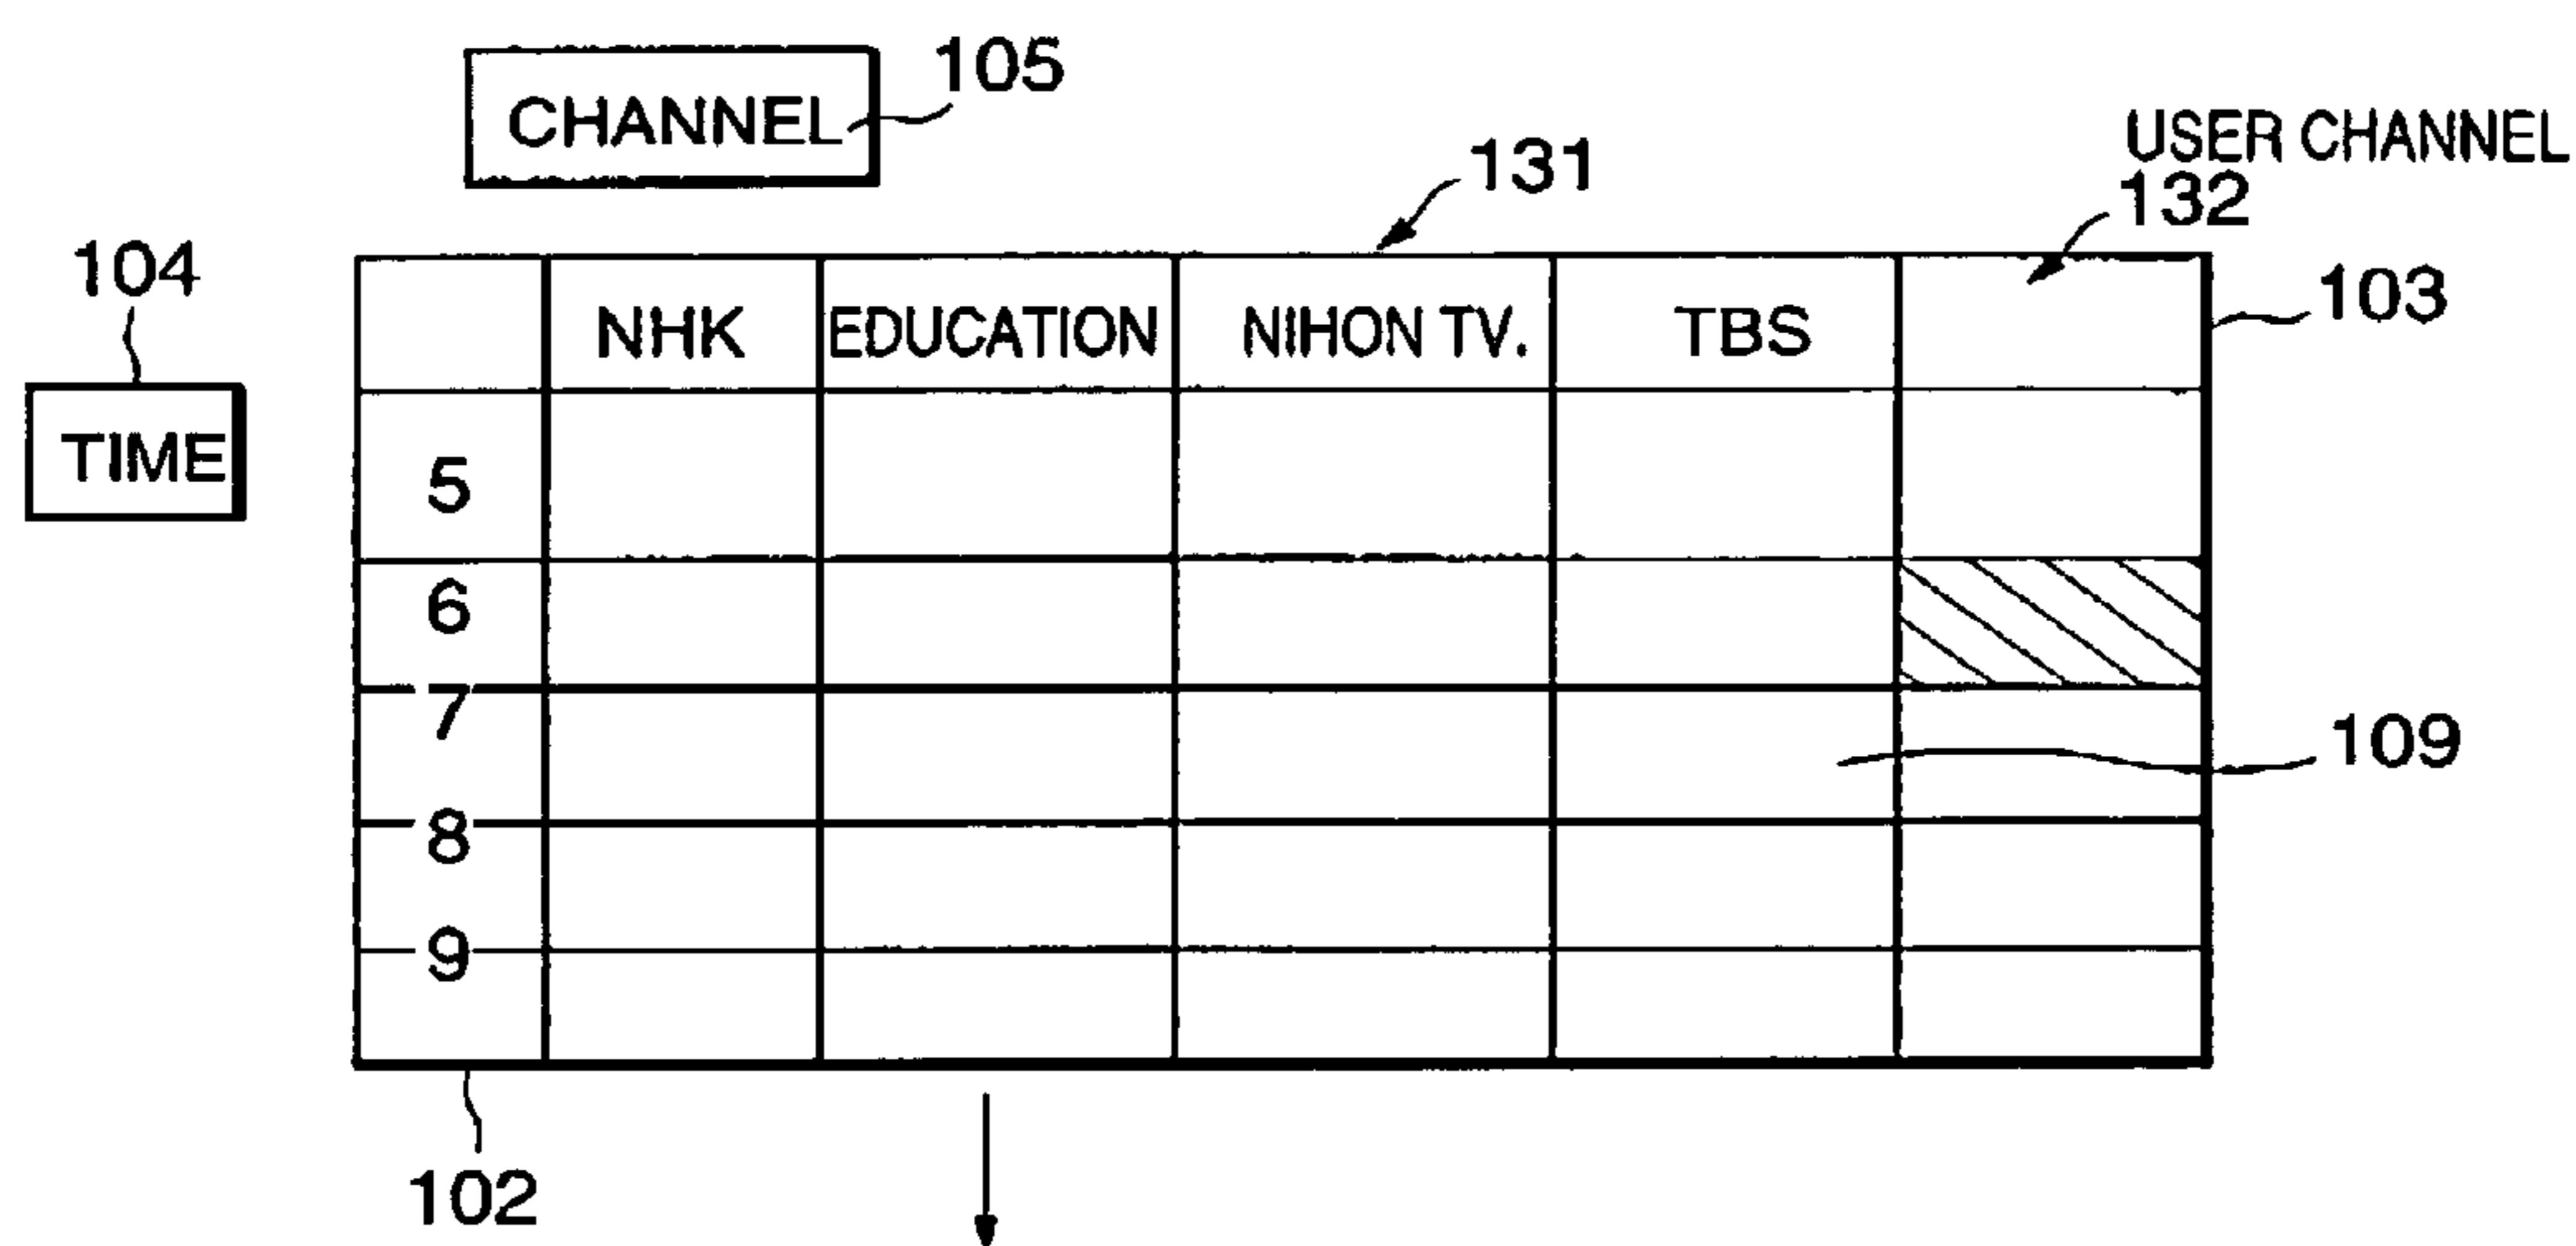 CHANNEL 105
USER CHANNEL
131 132
104 103
NHK EDUCATION NIHON TV. TBS
TIME
5
6
7
109
8
9
102